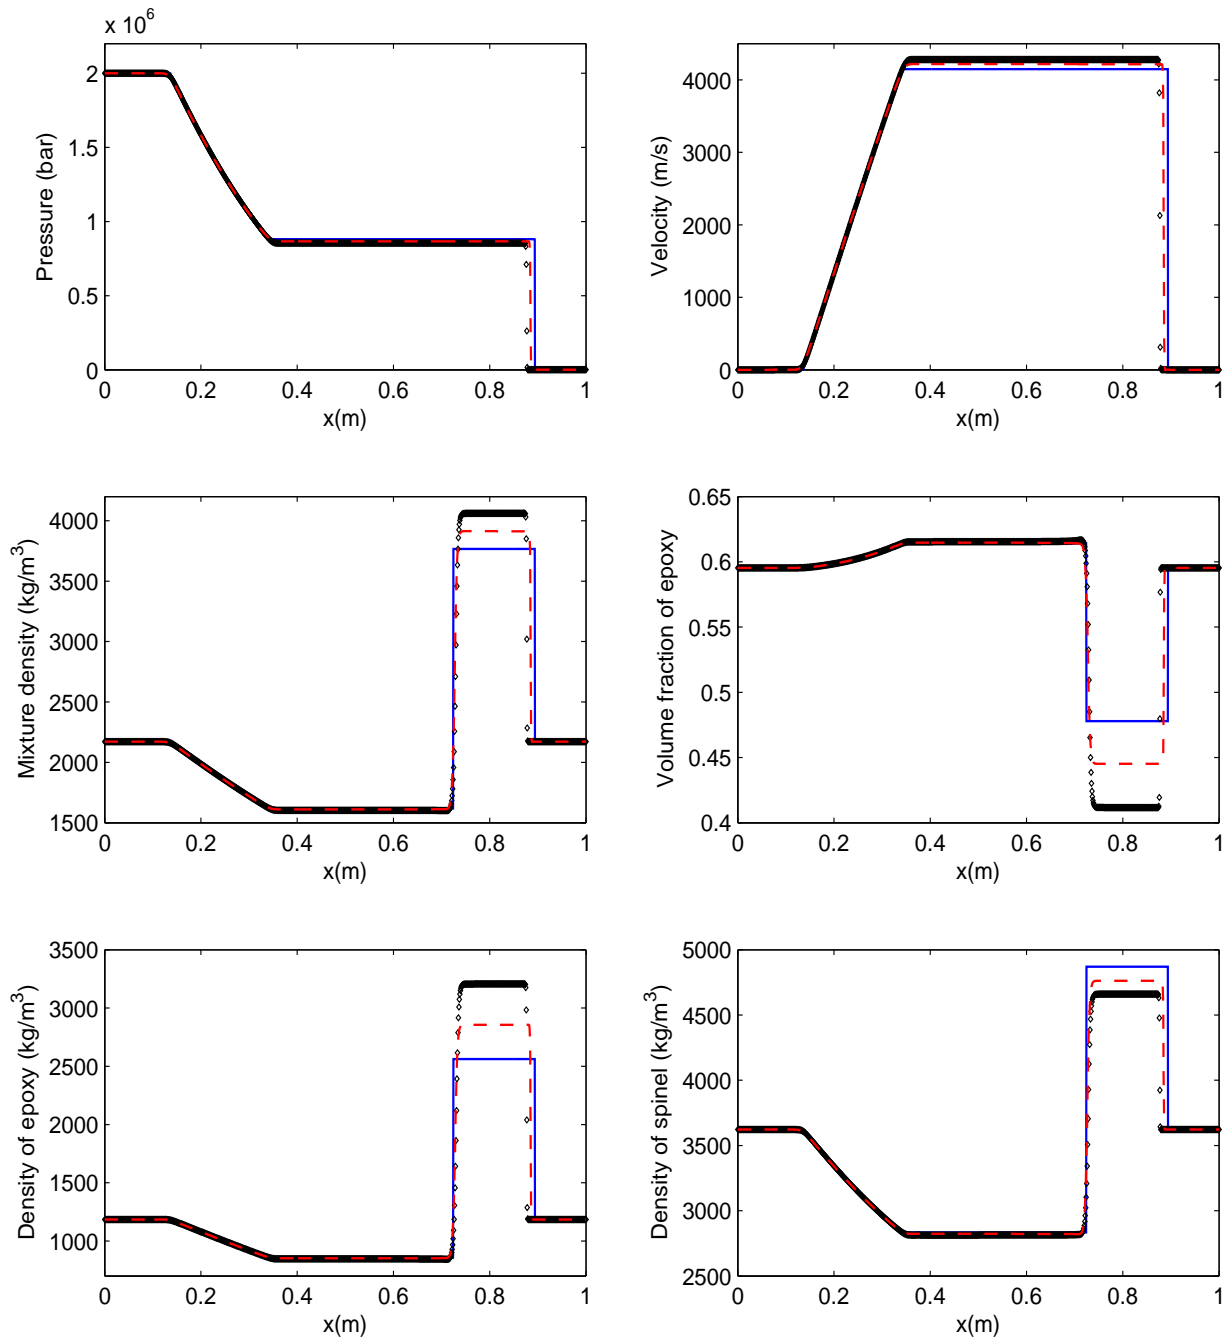 x 10^6
2
1.5
1
0.5
0
Pressure (bar)
0 0.2 0.4 0.6 0.8 1
x(m)
4000
3000
2000
1000
0
Velocity (m/s)
0 0.2 0.4 0.6 0.8 1
x(m)
4000
3500
3000
2500
2000
1500
Mixture density (kg/m^3)
0 0.2 0.4 0.6 0.8 1
x(m)
0.65
0.6
0.55
0.5
0.45
0.4
Volume fraction of epoxy
0 0.2 0.4 0.6 0.8 1
x(m)
3500
3000
2500
2000
1500
1000
Density of epoxy (kg/m^3)
0 0.2 0.4 0.6 0.8 1
x(m)
5000
4500
4000
3500
3000
2500
Density of spinel (kg/m^3)
0 0.2 0.4 0.6 0.8 1
x(m)